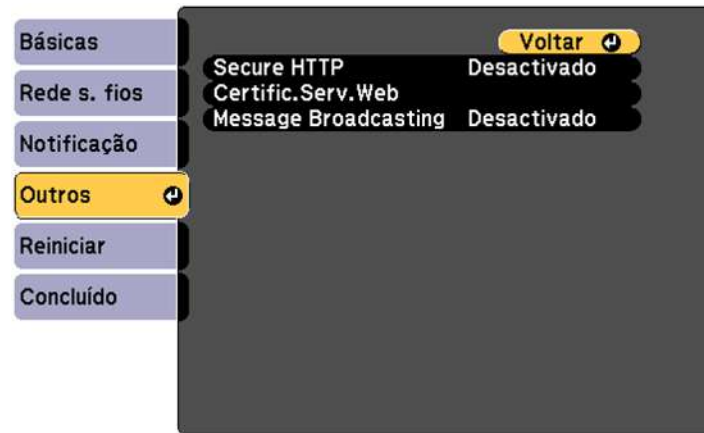 Básicas
Rede s. fios
Notificação
Outros
Reiniciar
Concluído
Voltar
Secure HTTP Desactivado
Certific.Serv.Web
Message Broadcasting Desactivado